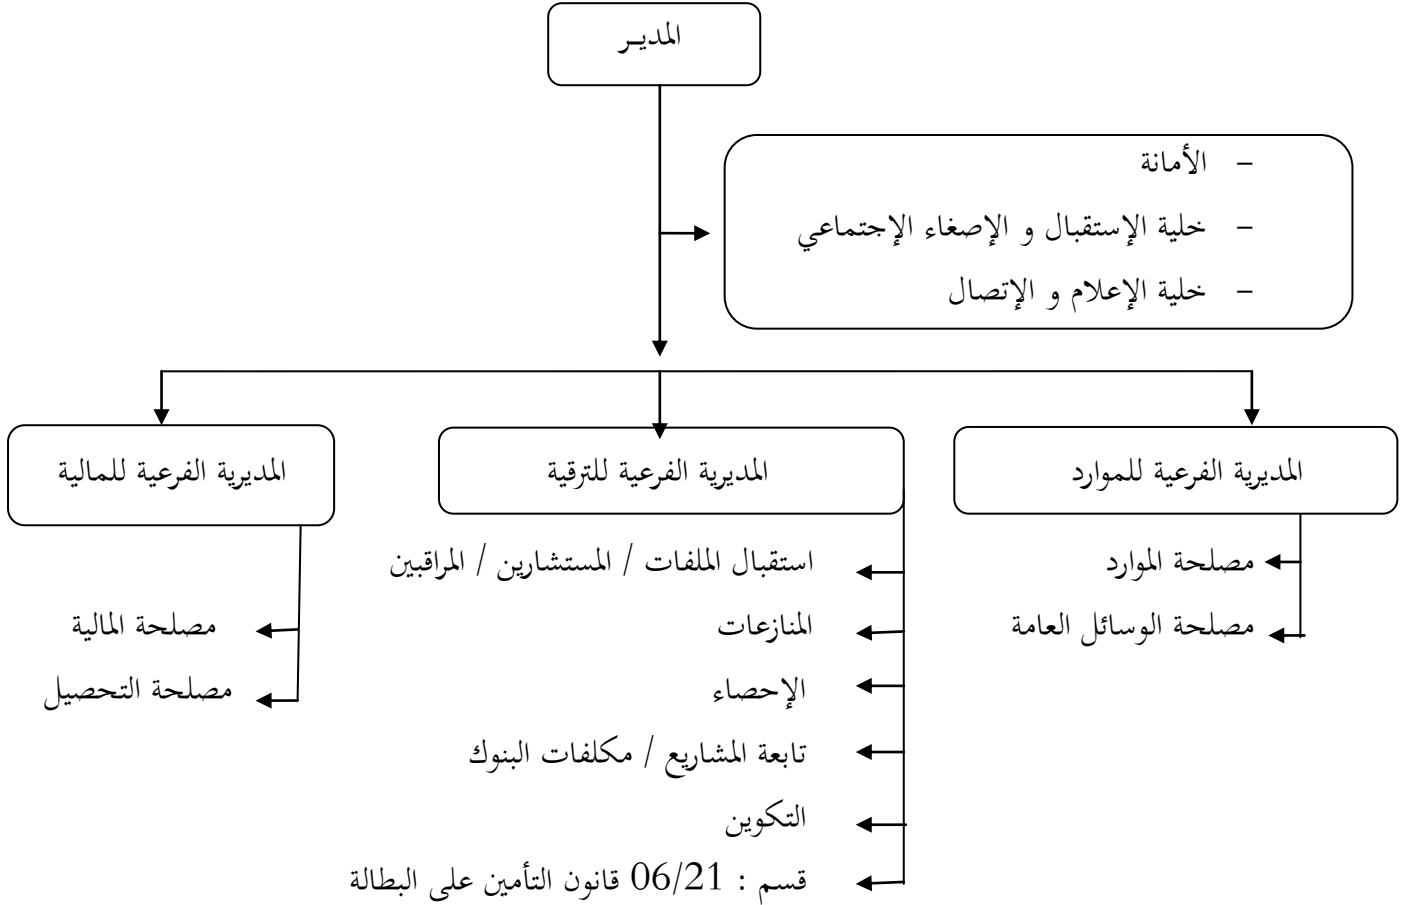 المديـر
– الأمانة
– خلية الإستقبال و الإصغاء الإجتماعي
– خلية الإعلام و الإتصال
المديرية الفرعية للموارد
المديرية الفرعية للترقية
المديرية الفرعية للمالية
مصلحة الموارد
مصلحة الوسائل العامة
استقبال الملفات / المستشارين / المراقبين
المنازعات
الإحصاء
تابعة المشاريع / مكلفات البنوك
التكوين
قسم : 06/21 قانون التأمين على البطالة
مصلحة المالية
مصلحة التحصيل